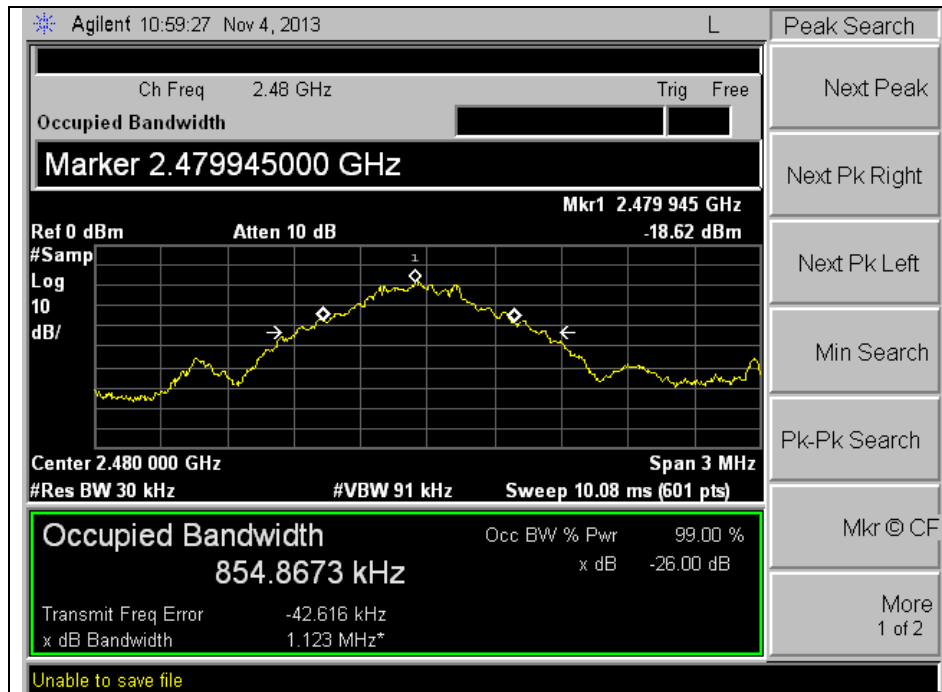 Agilent 10:59:27 Nov 4, 2013 L
Peak Search
Ch Freq 2.48 GHz Trig Free
Occupied Bandwidth
Marker 2.479945000 GHz
Mkr1 2.479 945 GHz
Ref 0 dBm Atten 10 dB -18.62 dBm
#Samp
Log
10
dB/
1
Center 2.480 000 GHz Span 3 MHz
#Res BW 30 kHz #VBW 91 kHz Sweep 10.08 ms (601 pts)
Occupied Bandwidth
854.8673 kHz
Occ BW % Pwr 99.00 %
x dB -26.00 dB
Transmit Freq Error -42.616 kHz
x dB Bandwidth 1.123 MHz*
Unable to save file
Next Peak
Next Pk Right
Next Pk Left
Min Search
Pk-Pk Search
Mkr © CF
More
1 of 2